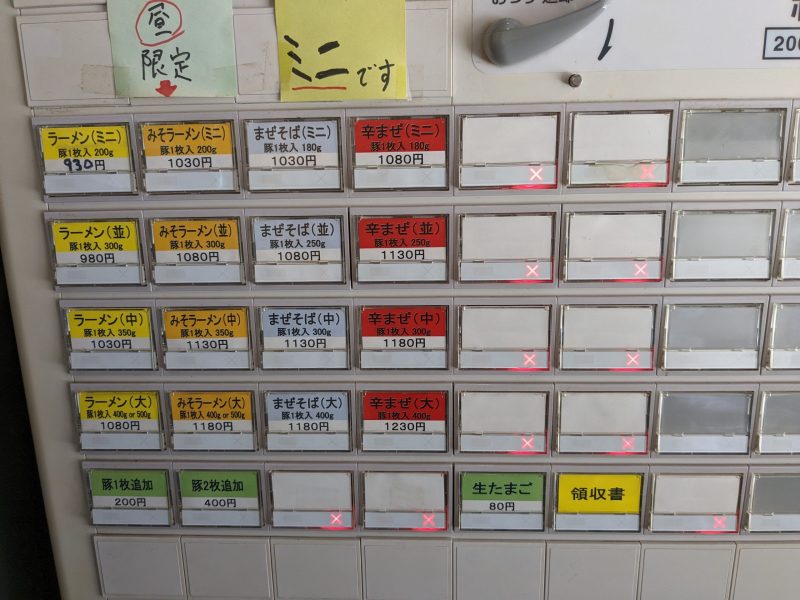 昼
限定
ミニです
200
ラーメン(ミニ)
豚1枚入 200g
930円
みそラーメン(ミニ)
豚1枚入 200g
1030円
まぜそば(ミニ)
豚1枚入 180g
1030円
辛まぜ(ミニ)
豚1枚入 180g
1080円
ラーメン(並)
豚1枚入 300g
980円
みそラーメン(並)
豚1枚入 300g
1080円
まぜそば(並)
豚1枚入 250g
1080円
辛まぜ(並)
豚1枚入 250g
1130円
ラーメン(中)
豚1枚入 350g
1030円
みそラーメン(中)
豚1枚入 350g
1130円
まぜそば(中)
豚1枚入 300g
1130円
辛まぜ(中)
豚1枚入 300g
1180円
ラーメン(大)
豚1枚入 400g or 500g
1080円
みそラーメン(大)
豚1枚入 400g or 500g
1180円
まぜそば(大)
豚1枚入 400g
1180円
辛まぜ(大)
豚1枚入 400g
1230円
豚1枚追加
200円
豚2枚追加
400円
生たまご
80円
領収書